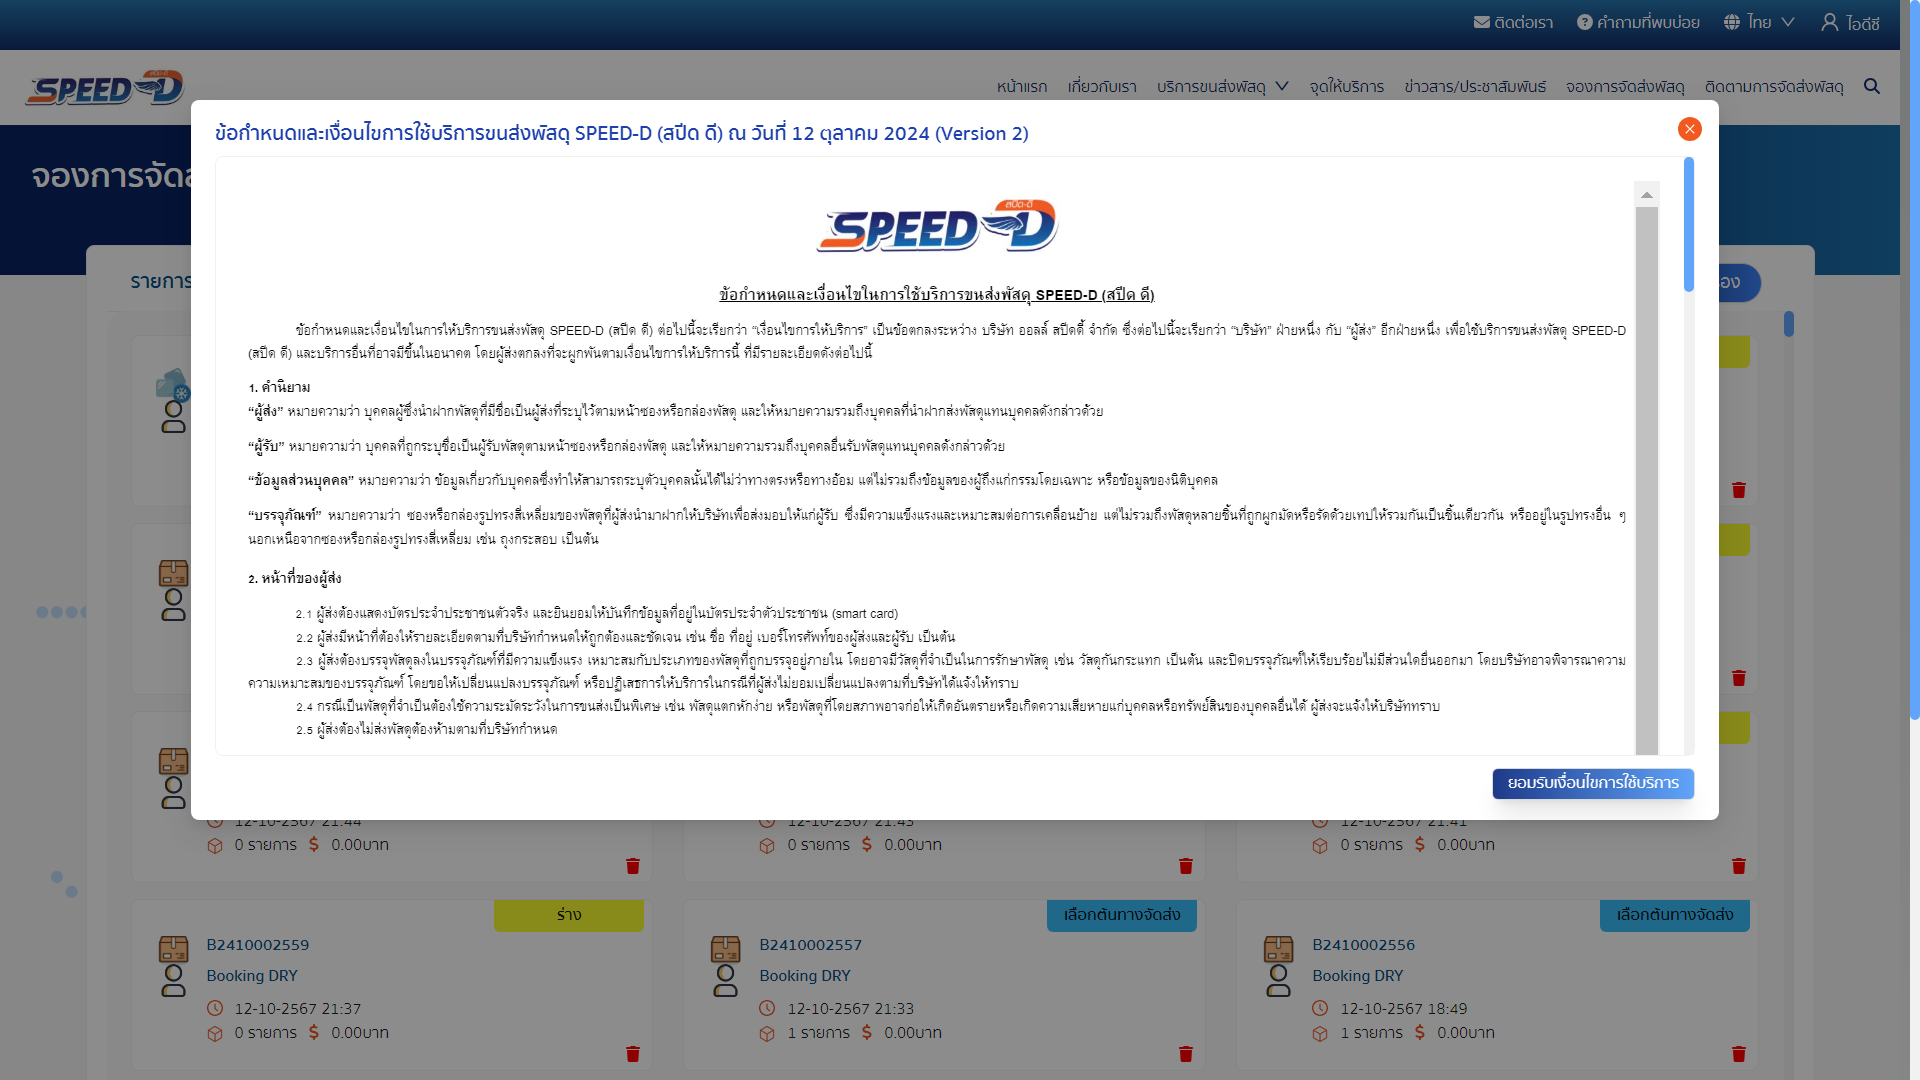 ติดต่อเรา คำถามที่พบบ่อย ไทย ไอดีซี
สปีด-ดี
SPEED-D
หน้าแรก เกี่ยวกับเรา บริการขนส่งพัสดุ จุดให้บริการ ข่าวสาร/ประชาสัมพันธ์ จองการจัดส่งพัสดุ ติดตามการจัดส่งพัสดุ
ข้อกำหนดและเงื่อนไขการใช้บริการขนส่งพัสดุ SPEED-D (สปีด ดี) ณ วันที่ 12 ตุลาคม 2024 (Version 2)
จองการจัดส
รายการ
อง
สปีด-ดี
SPEED-D
ข้อกำหนดและเงื่อนไขในการใช้บริการขนส่งพัสดุ SPEED-D (สปีด ดี)
ข้อกำหนดและเงื่อนไขในการให้บริการขนส่งพัสดุ SPEED-D (สปีด ดี) ต่อไปนี้จะเรียกว่า “เงื่อนไขการให้บริการ” เป็นข้อตกลงระหว่าง บริษัท ออลล์ สปีดดี้ จำกัด ซึ่งต่อไปนี้จะเรียกว่า “บริษัท” ฝ่ายหนึ่ง กับ “ผู้ส่ง” อีกฝ่ายหนึ่ง เพื่อใช้บริการขนส่งพัสดุ SPEED-D
(สปีด ดี) และบริการอื่นที่อาจมีขึ้นในอนาคต โดยผู้ส่งตกลงที่จะผูกพันตามเงื่อนไขการให้บริการนี้ ที่มีรายละเอียดดังต่อไปนี้
1. คำนิยาม
“ผู้ส่ง” หมายความว่า บุคคลผู้ซึ่งนำฝากพัสดุที่มีชื่อเป็นผู้ส่งที่ระบุไว้ตามหน้าซองหรือกล่องพัสดุ และให้หมายความรวมถึงบุคคลที่นำฝากส่งพัสดุแทนบุคคลดังกล่าวด้วย
“ผู้รับ” หมายความว่า บุคคลที่ถูกระบุชื่อเป็นผู้รับพัสดุตามหน้าซองหรือกล่องพัสดุ และให้หมายความรวมถึงบุคคลอื่นรับพัสดุแทนบุคคลดังกล่าวด้วย
“ข้อมูลส่วนบุคคล” หมายความว่า ข้อมูลเกี่ยวกับบุคคลซึ่งทำให้สามารถระบุตัวบุคคลนั้นได้ไม่ว่าทางตรงหรือทางอ้อม แต่ไม่รวมถึงข้อมูลของผู้ถึงแก่กรรมโดยเฉพาะ หรือข้อมูลของนิติบุคคล
“บรรจุภัณฑ์” หมายความว่า ซองหรือกล่องรูปทรงสี่เหลี่ยมของพัสดุที่ผู้ส่งนำมาฝากให้บริษัทเพื่อส่งมอบให้แก่ผู้รับ ซึ่งมีความแข็งแรงและเหมาะสมต่อการเคลื่อนย้าย แต่ไม่รวมถึงพัสดุหลายชิ้นที่ถูกผูกมัดหรือรัดด้วยเทปให้รวมกันเป็นชิ้นเดียวกัน หรืออยู่ในรูปทรงอื่น ๆ
นอกเหนือจากซองหรือกล่องรูปทรงสี่เหลี่ยม เช่น ถุงกระสอบ เป็นต้น
2. หน้าที่ของผู้ส่ง
2.1 ผู้ส่งต้องแสดงบัตรประจำประชาชนตัวจริง และยินยอมให้บันทึกข้อมูลที่อยู่ในบัตรประจำตัวประชาชน (smart card)
2.2 ผู้ส่งมีหน้าที่ต้องให้รายละเอียดตามที่บริษัทกำหนดให้ถูกต้องและชัดเจน เช่น ชื่อ ที่อยู่ เบอร์โทรศัพท์ของผู้ส่งและผู้รับ เป็นต้น
2.3 ผู้ส่งต้องบรรจุพัสดุลงในบรรจุภัณฑ์ที่มีความแข็งแรง เหมาะสมกับประเภทของพัสดุที่ถูกบรรจุอยู่ภายใน โดยอาจมีวัสดุที่จำเป็นในการรักษาพัสดุ เช่น วัสดุกันกระแทก เป็นต้น และปิดบรรจุภัณฑ์ให้เรียบร้อยไม่มีส่วนใดยื่นออกมา โดยบริษัทอาจพิจารณาความ
ความเหมาะสมของบรรจุภัณฑ์ โดยขอให้เปลี่ยนแปลงบรรจุภัณฑ์ หรือปฏิเสธการให้บริการในกรณีที่ผู้ส่งไม่ยอมเปลี่ยนแปลงตามที่บริษัทได้แจ้งให้ทราบ
2.4 กรณีเป็นพัสดุที่จำเป็นต้องใช้ความระมัดระวังในการขนส่งเป็นพิเศษ เช่น พัสดุแตกหักง่าย หรือพัสดุที่โดยสภาพอาจก่อให้เกิดอันตรายหรือเกิดความเสียหายแก่บุคคลหรือทรัพย์สินของบุคคลอื่นได้ ผู้ส่งจะแจ้งให้บริษัททราบ
2.5 ผู้ส่งต้องไม่ส่งพัสดุต้องห้ามตามที่บริษัทกำหนด
ยอมรับเงื่อนไขการใช้บริการ
12-10-2567 21:44 12-10-2567 21:43 12-10-2567 21:41
0 รายการ 0.00บาท 0 รายการ 0.00บาท 0 รายการ 0.00บาท
ร่าง เลือกต้นทางจัดส่ง เลือกต้นทางจัดส่ง
B2410002559 B2410002557 B2410002556
Booking DRY Booking DRY Booking DRY
12-10-2567 21:37 12-10-2567 21:33 12-10-2567 18:49
0 รายการ 0.00บาท 1 รายการ 0.00บาท 1 รายการ 0.00บาท